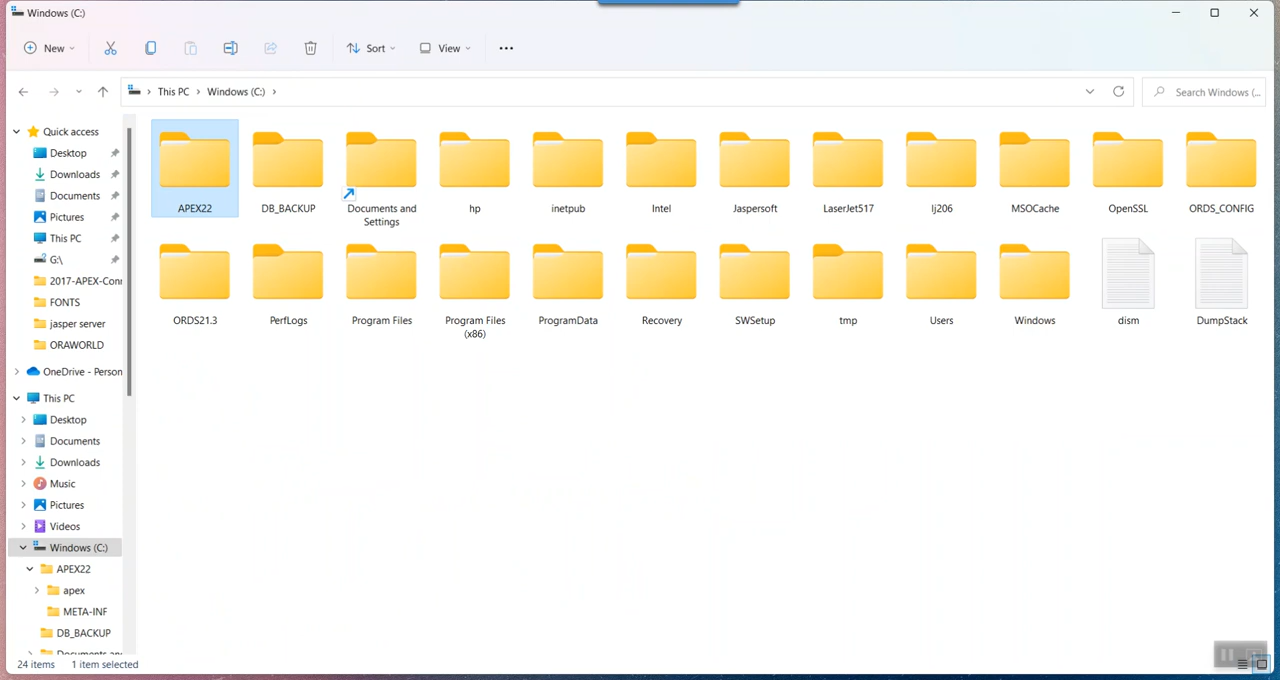 Windows (C:)
New
Sort
View
This PC > Windows (C:) >
Search Windows (...
Quick access
Desktop
Downloads
Documents
Pictures
This PC
G:\
2017-APEX-Conn
FONTS
jasper server
ORAWORLD
OneDrive - Person
This PC
Desktop
Documents
Downloads
Music
Pictures
Videos
Windows (C:)
APEX22
apex
META-INF
DB_BACKUP
Documents and
APEX22
DB_BACKUP
Documents and
Settings
hp
inetpub
Intel
Jaspersoft
LaserJet517
lj206
MSOCache
OpenSSL
ORDS_CONFIG
ORDS21.3
PerfLogs
Program Files
Program Files
(x86)
ProgramData
Recovery
SWSetup
tmp
Users
Windows
dism
DumpStack
24 items
1 item selected